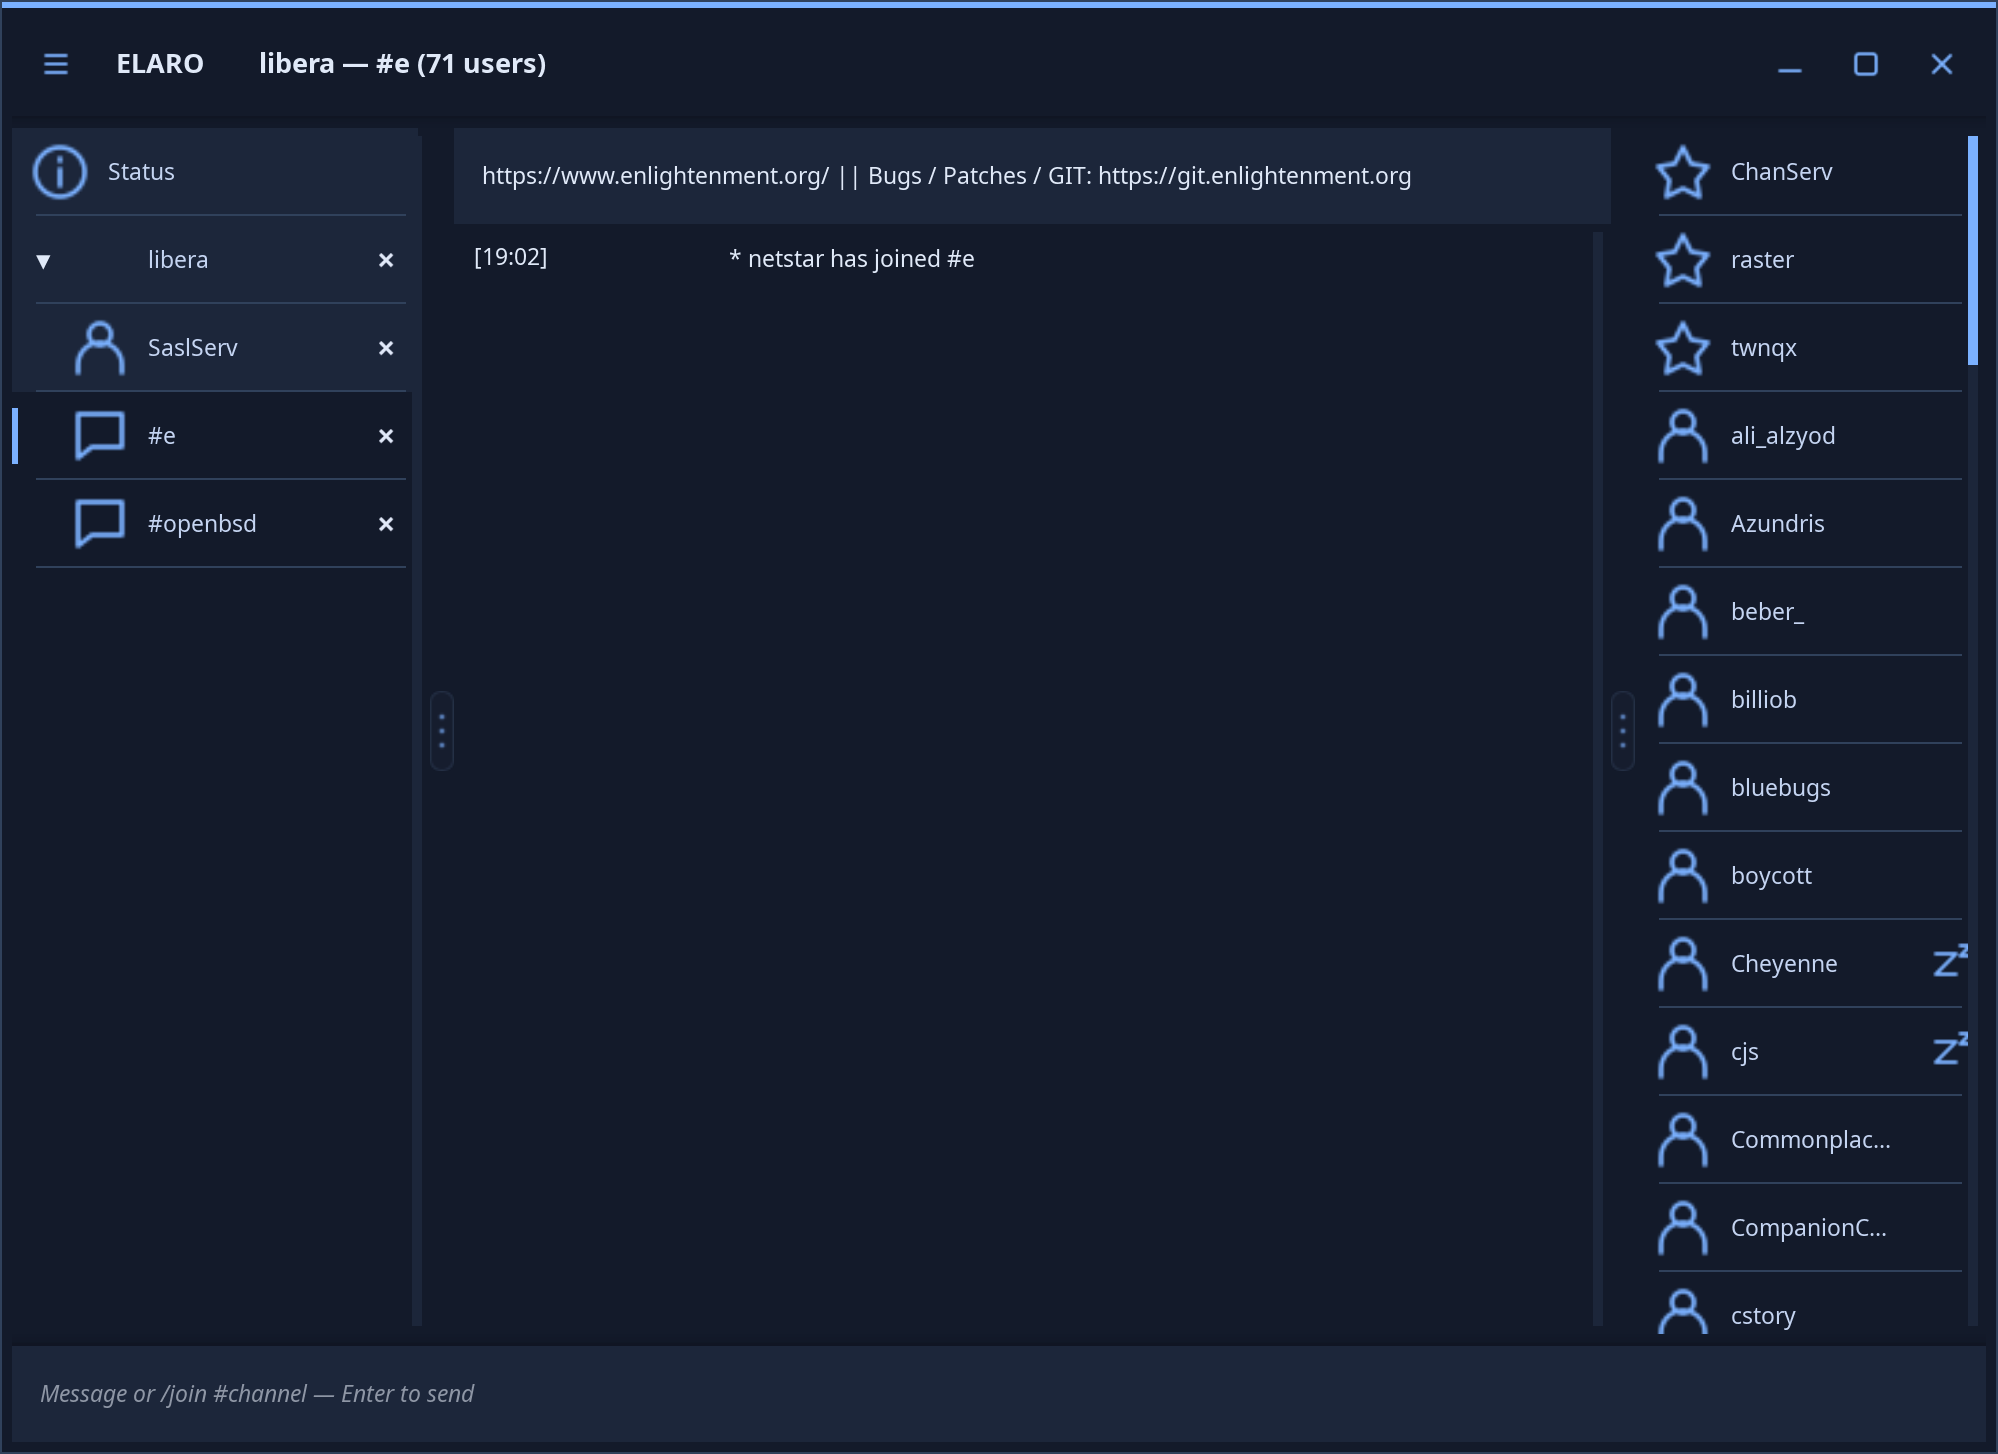 ELARO libera — #e (71 users)
Status
libera
SaslServ
#e
#openbsd
https://www.enlightenment.org/ || Bugs / Patches / GIT: https://git.enlightenment.org
[19:02] * netstar has joined #e
ChanServ
raster
twnqx
ali_alzyod
Azundris
beber_
billiob
bluebugs
boycott
Cheyenne
cjs
Commonplac...
CompanionC...
cstory
Message or /join #channel — Enter to send